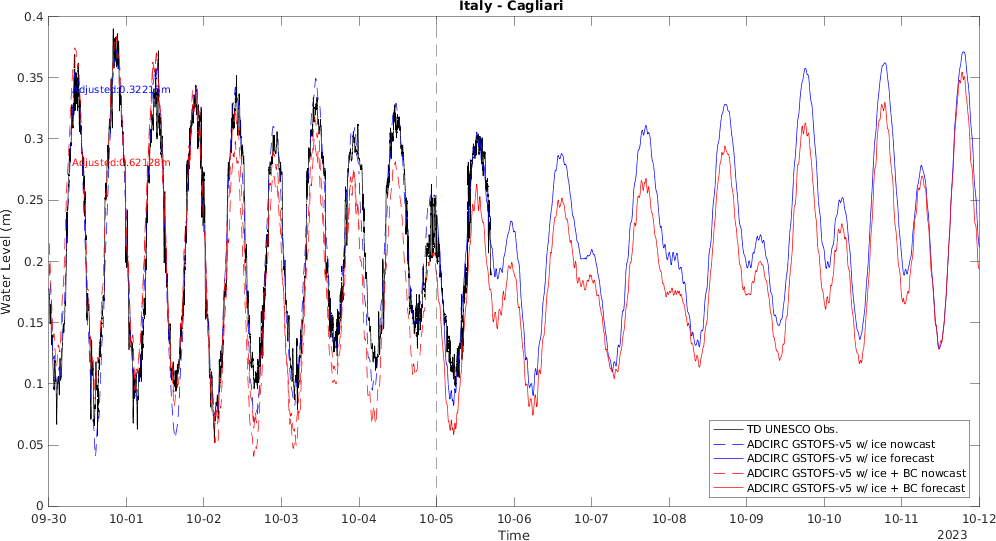 Italy - Cagliari
0.4
0.35
0.3
0.25
0.2
0.15
0.1
0.05
0
Water Level (m)
Adjusted:0.62128m
TD UNESCO Obs.
ADCIRC GSTOFS-v5 w/ ice nowcast
ADCIRC GSTOFS-v5 w/ ice forecast
ADCIRC GSTOFS-v5 w/ ice + BC nowcast
ADCIRC GSTOFS-v5 w/ ice + BC forecast
09-30 10-01 10-02 10-03 10-04 10-05 10-06 10-07 10-08 10-09 10-10 10-11 10-12
Time
2023